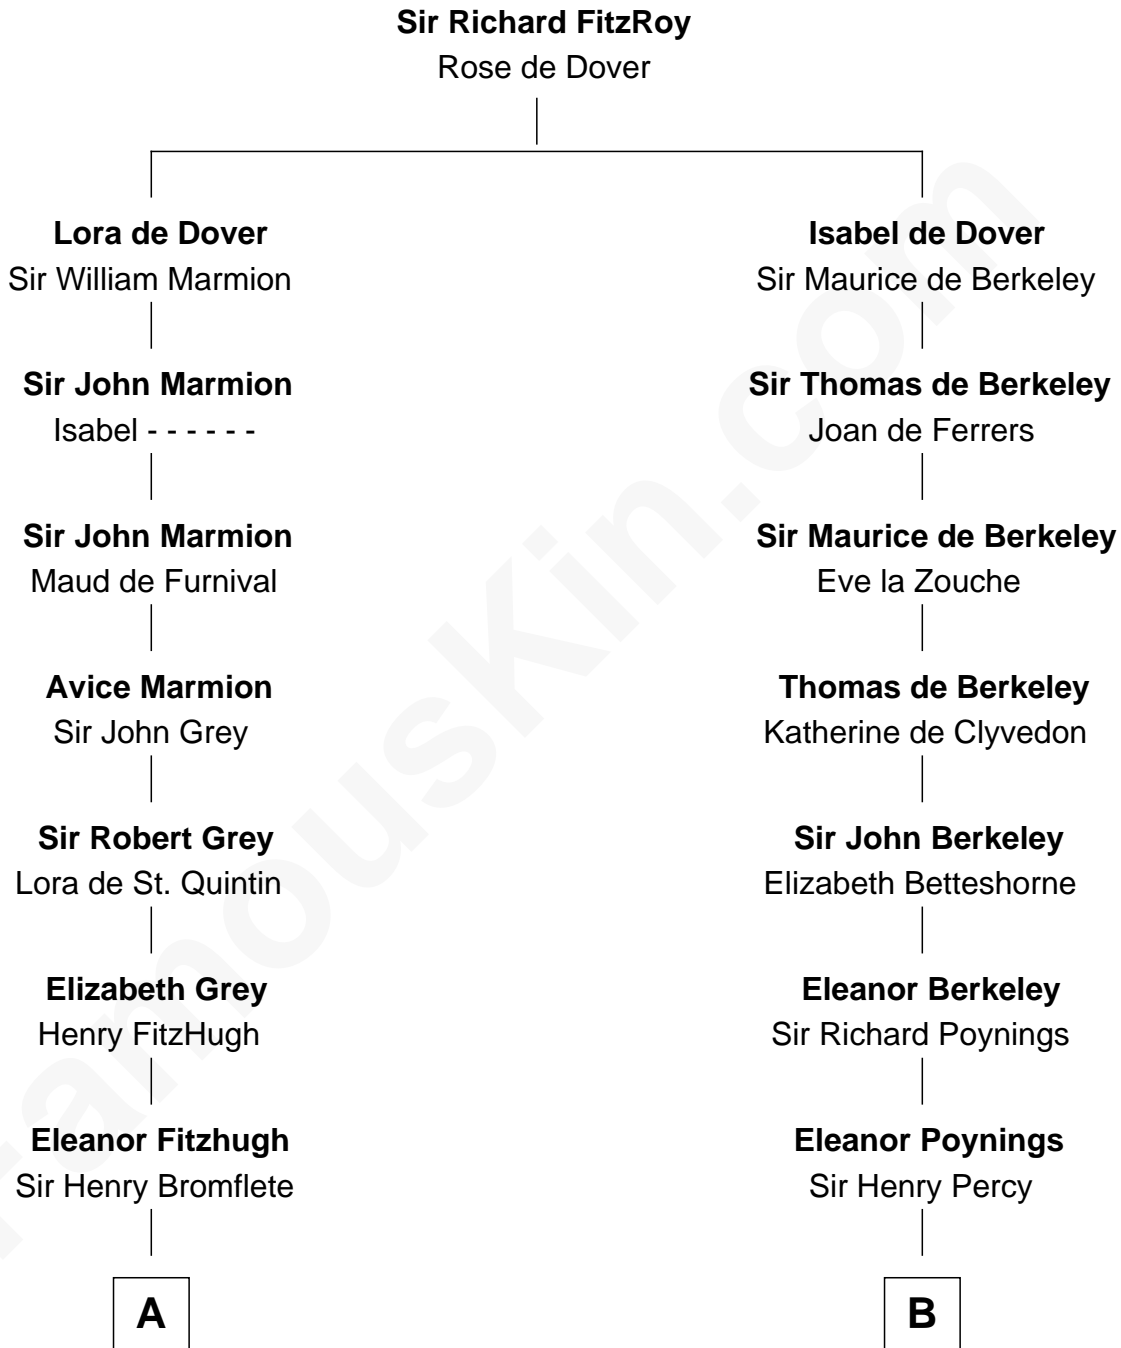 Sir Richard FitzRoy
Rose de Dover
Lora de Dover
Sir William Marmion
Isabel de Dover
Sir Maurice de Berkeley
Sir John Marmion
Isabel - - - - - -
Sir Thomas de Berkeley
Joan de Ferrers
Sir John Marmion
Maud de Furnival
Sir Maurice de Berkeley
Eve la Zouche
Avice Marmion
Sir John Grey
Thomas de Berkeley
Katherine de Clyvedon
Sir Robert Grey
Lora de St. Quintin
Sir John Berkeley
Elizabeth Betteshorne
Elizabeth Grey
Henry FitzHugh
Eleanor Berkeley
Sir Richard Poynings
Eleanor Fitzhugh
Sir Henry Bromflete
Eleanor Poynings
Sir Henry Percy
A
B
FamousKin.com